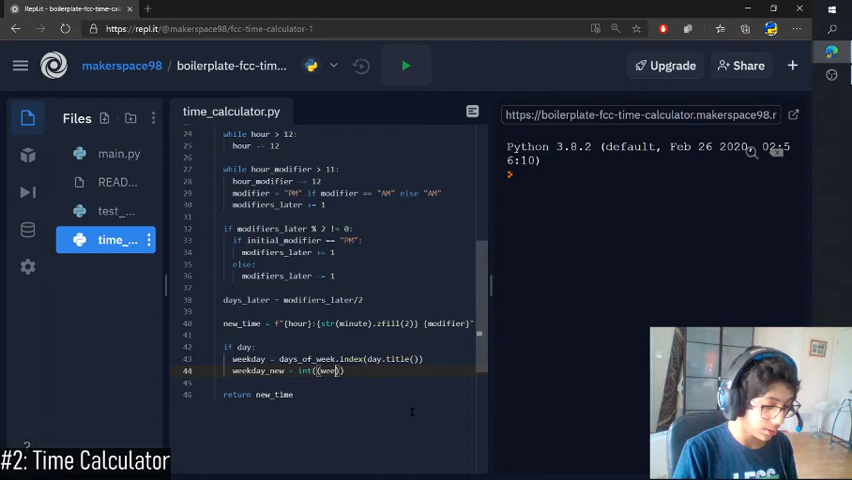 boilerplate-fcc-time-calculator - Repl.it
https://repl.it/@makerspace98/fcc-time-calculator-1
makerspace98 / boilerplate-fcc-tim...
Upgrade
Share
Files
main.py
READ...
test_...
time_...
time_calculator.py
24 while hour > 12:
25 hour -= 12
26
27 while hour_modifier > 11:
28 hour_modifier -= 12
29 modifier = "PM" if modifier == "AM" else "AM"
30 modifiers_later += 1
31
32 if modifiers_later % 2 != 0:
33 if initial_modifier == "PM":
34 modifiers_later += 1
35 else:
36 modifiers_later -= 1
37
38 days_later = modifiers_later/2
39
40 new_time = f"{hour}:{str(minute).zfill(2)} {modifier}"
41
42 if day:
43 weekday = days_of_week.index(day.title())
44 weekday_new = int((wee))
45
46 return new_time
https://boilerplate-fcc-time-calculator.makerspace98.r
Python 3.8.2 (default, Feb 26 2020, 02:5
6:10)
#2: Time Calculator